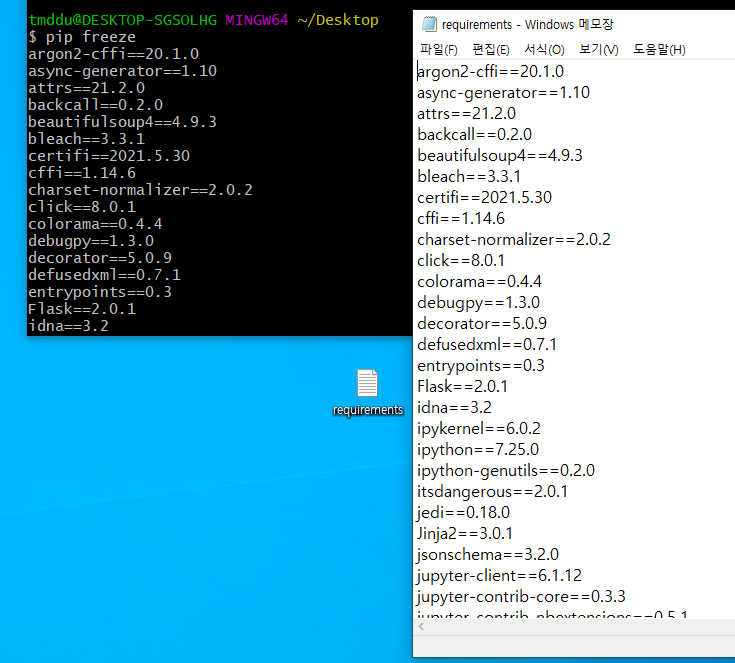 tmddu@DESKTOP-SGSOLHG MINGW64 ~/Desktop
$ pip freeze
argon2-cffi==20.1.0
async-generator==1.10
attrs==21.2.0
backcall==0.2.0
beautifulsoup4==4.9.3
bleach==3.3.1
certifi==2021.5.30
cffi==1.14.6
charset-normalizer==2.0.2
click==8.0.1
colorama==0.4.4
debugpy==1.3.0
decorator==5.0.9
defusedxml==0.7.1
entrypoints==0.3
Flask==2.0.1
idna==3.2
requirements
requirements - Windows 메모장
파일(F) 편집(E) 서식(O) 보기(V) 도움말(H)
argon2-cffi==20.1.0
async-generator==1.10
attrs==21.2.0
backcall==0.2.0
beautifulsoup4==4.9.3
bleach==3.3.1
certifi==2021.5.30
cffi==1.14.6
charset-normalizer==2.0.2
click==8.0.1
colorama==0.4.4
debugpy==1.3.0
decorator==5.0.9
defusedxml==0.7.1
entrypoints==0.3
Flask==2.0.1
idna==3.2
ipykernel==6.0.2
ipython==7.25.0
ipython-genutils==0.2.0
itsdangerous==2.0.1
jedi==0.18.0
Jinja2==3.0.1
jsonschema==3.2.0
jupyter-client==6.1.12
jupyter-contrib-core==0.3.3
jupyter-contrib-nbextensions==0.5.1